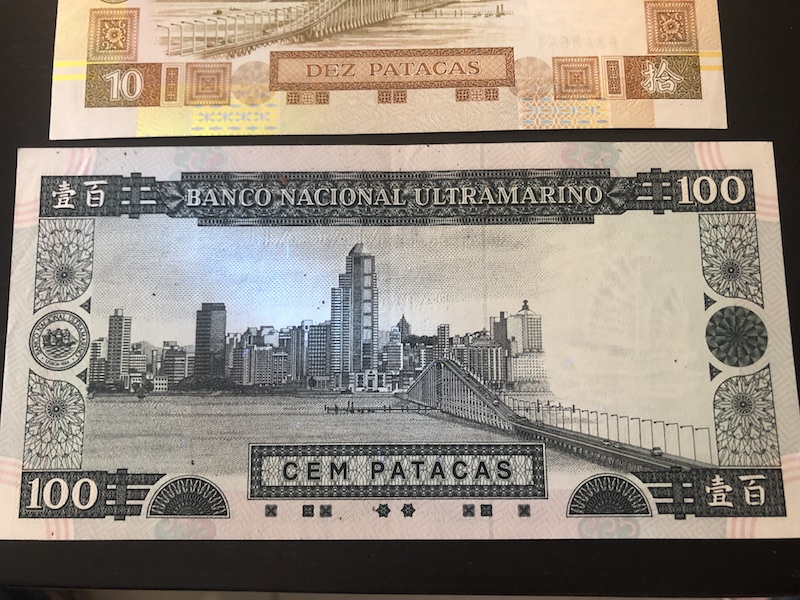 10
DEZ PATACAS
拾
壹百
BANCO NACIONAL ULTRAMARINO
100
100
CEM PATACAS
壹百